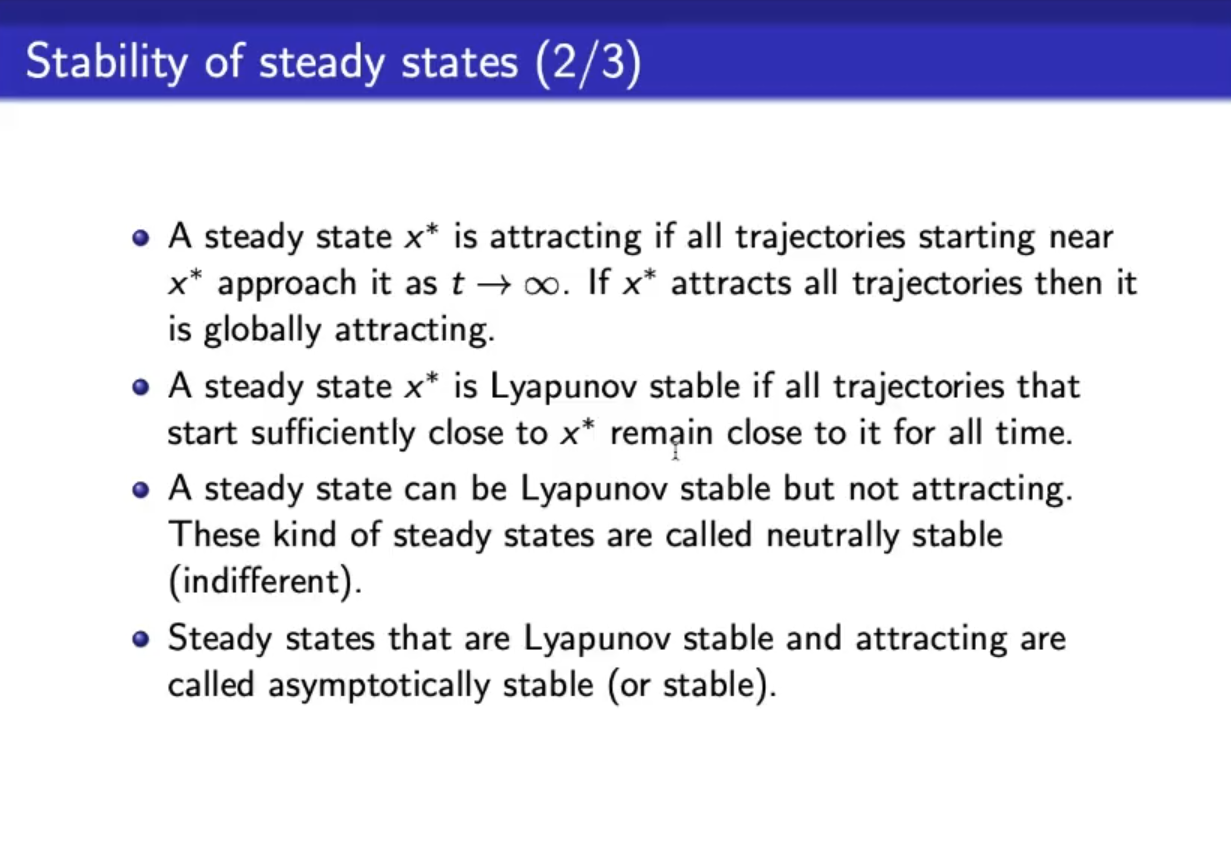 Stability of steady states (2/3)
A steady state x* is attracting if all trajectories starting near
x* approach it as t → ∞. If x* attracts all trajectories then it
is globally attracting.
A steady state x* is Lyapunov stable if all trajectories that
start sufficiently close to x* remain close to it for all time.
A steady state can be Lyapunov stable but not attracting.
These kind of steady states are called neutrally stable
(indifferent).
Steady states that are Lyapunov stable and attracting are
called asymptotically stable (or stable).